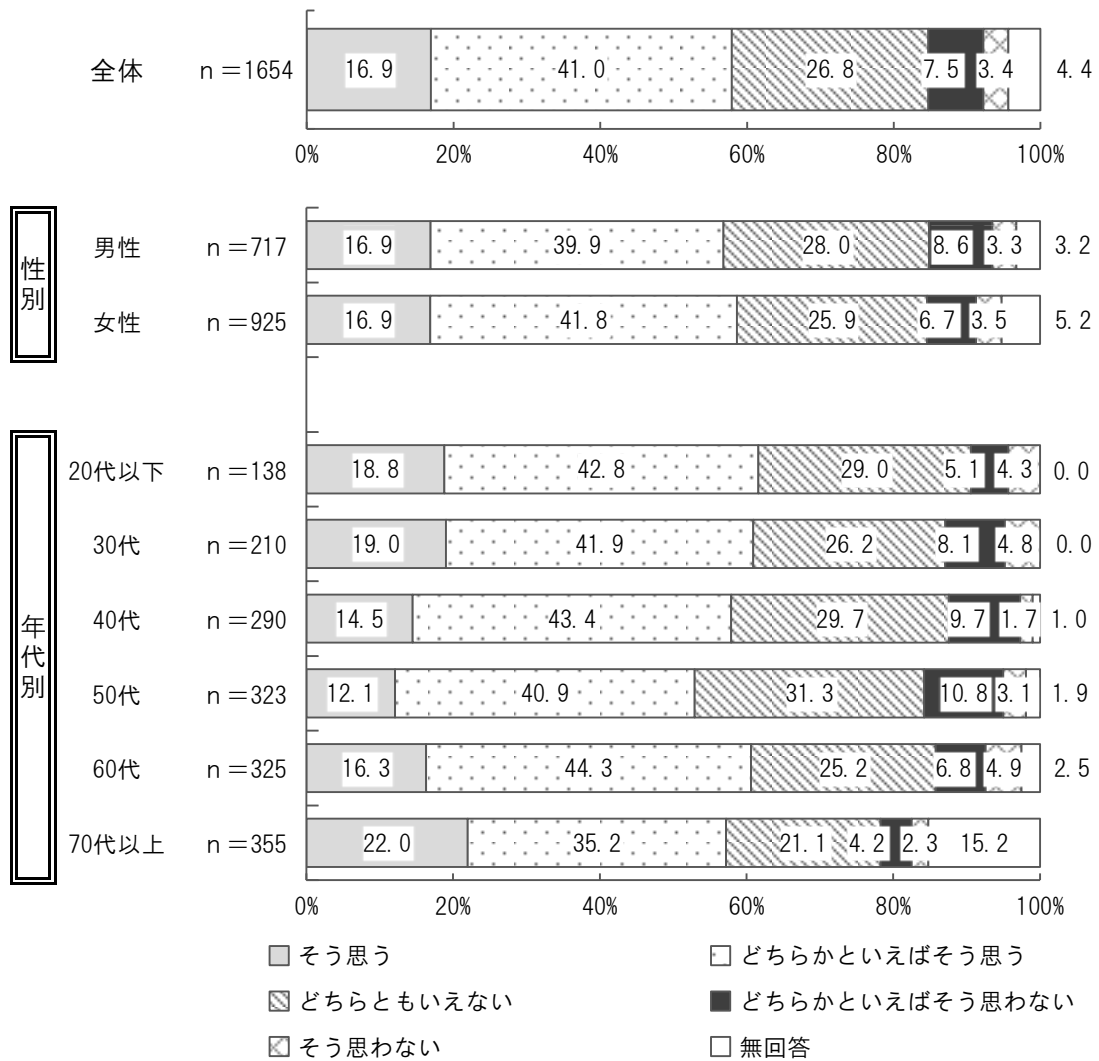 全体 n=1654 16.9 41.0 26.8 7.5 3.4 4.4
0% 20% 40% 60% 80% 100%
性別
男性 n=717 16.9 39.9 28.0 8.6 3.3 3.2
女性 n=925 16.9 41.8 25.9 6.7 3.5 5.2
年代別
20代以下 n=138 18.8 42.8 29.0 5.1 4.3 0.0
30代 n=210 19.0 41.9 26.2 8.1 4.8 0.0
40代 n=290 14.5 43.4 29.7 9.7 1.7 1.0
50代 n=323 12.1 40.9 31.3 10.8 3.1 1.9
60代 n=325 16.3 44.3 25.2 6.8 4.9 2.5
70代以上 n=355 22.0 35.2 21.1 4.2 2.3 15.2
0% 20% 40% 60% 80% 100%
そう思う どちらかといえばそう思う
どちらともいえない どちらかといえばそう思わない
そう思わない 無回答